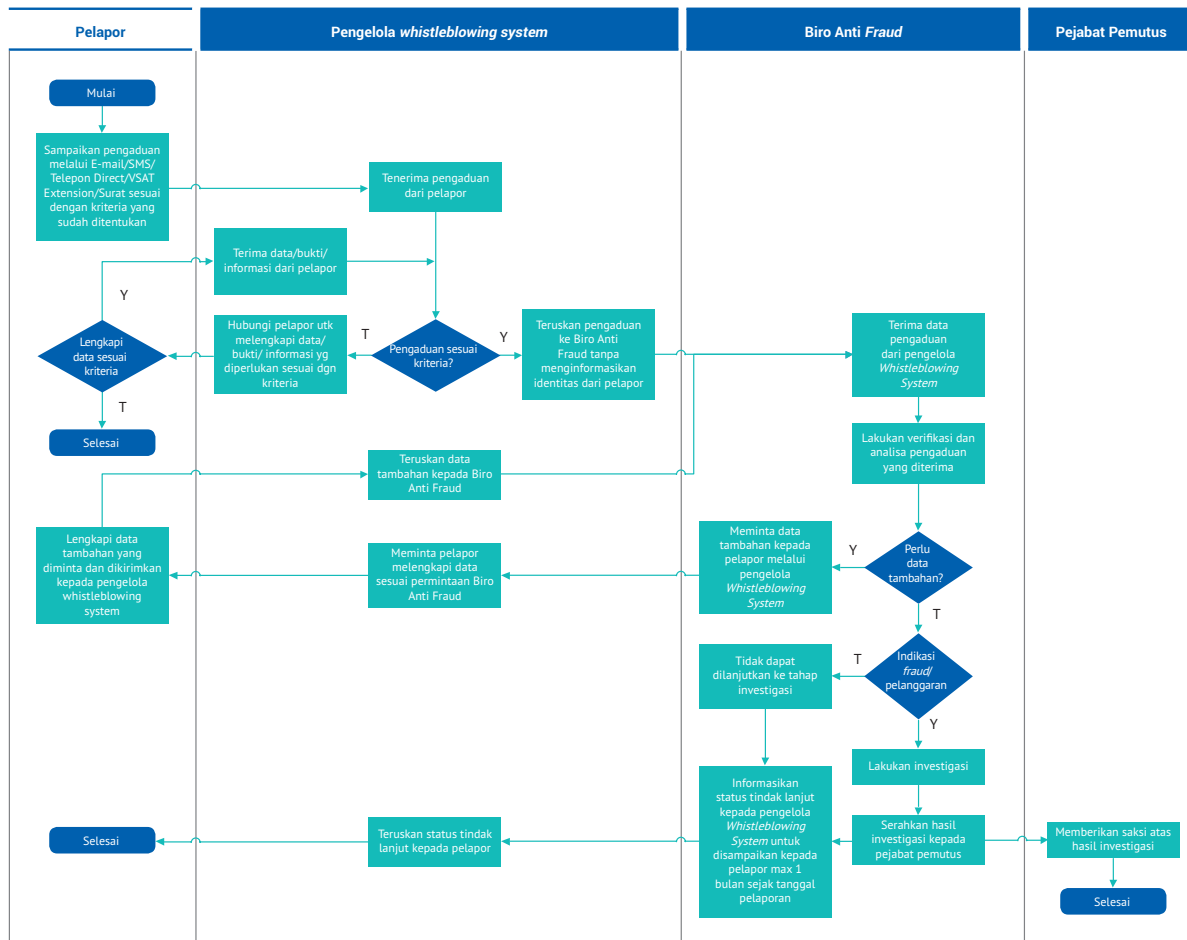 Pelapor
Pengelola whistleblowing system
Biro Anti Fraud
Pejabat Pemutus
Mulai
Sampaikan pengaduan
melalui E-mail/SMS/
Telepon Direct/VSAT
Extension/Surat sesuai
dengan kriteria yang
sudah ditentukan
Tenerima pengaduan
dari pelapor
Terima data/bukti/
informasi dari pelapor
Y
Lengkapi
data sesuai
kriteria
T
Selesai
Hubungi pelapor utk
melengkapi data/
bukti/ informasi yg
diperlukan sesuai dgn
kriteria
T
Pengaduan sesuai
kriteria?
Y
Teruskan pengaduan
ke Biro Anti
Fraud tanpa
menginformasikan
identitas dari pelapor
Terima data
pengaduan
dari pengelola
Whistleblowing
System
Lakukan verifikasi dan
analisa pengaduan
yang diterima
Teruskan data
tambahan kepada Biro
Anti Fraud
Lengkapi data
tambahan yang
diminta dan dikirimkan
kepada pengelola
whistleblowing
system
Meminta pelapor
melengkapi data
sesuai permintaan Biro
Anti Fraud
Meminta data
tambahan kepada
pelapor melalui
pengelola
Whistleblowing
System
Y
Perlu
data
tambahan?
T
Tidak dapat
dilanjutkan ke tahap
investigasi
T
Indikasi
fraud/
pelanggaran
Y
Lakukan investigasi
Selesai
Teruskan status tindak
lanjut kepada pelapor
Informasikan
status tindak lanjut
kepada pengelola
Whistleblowing
System untuk
disampaikan kepada
pelapor max 1
bulan sejak tanggal
pelaporan
Serahkan hasil
investigasi kepada
pejabat pemutus
Memberikan saksi atas
hasil investigasi
Selesai